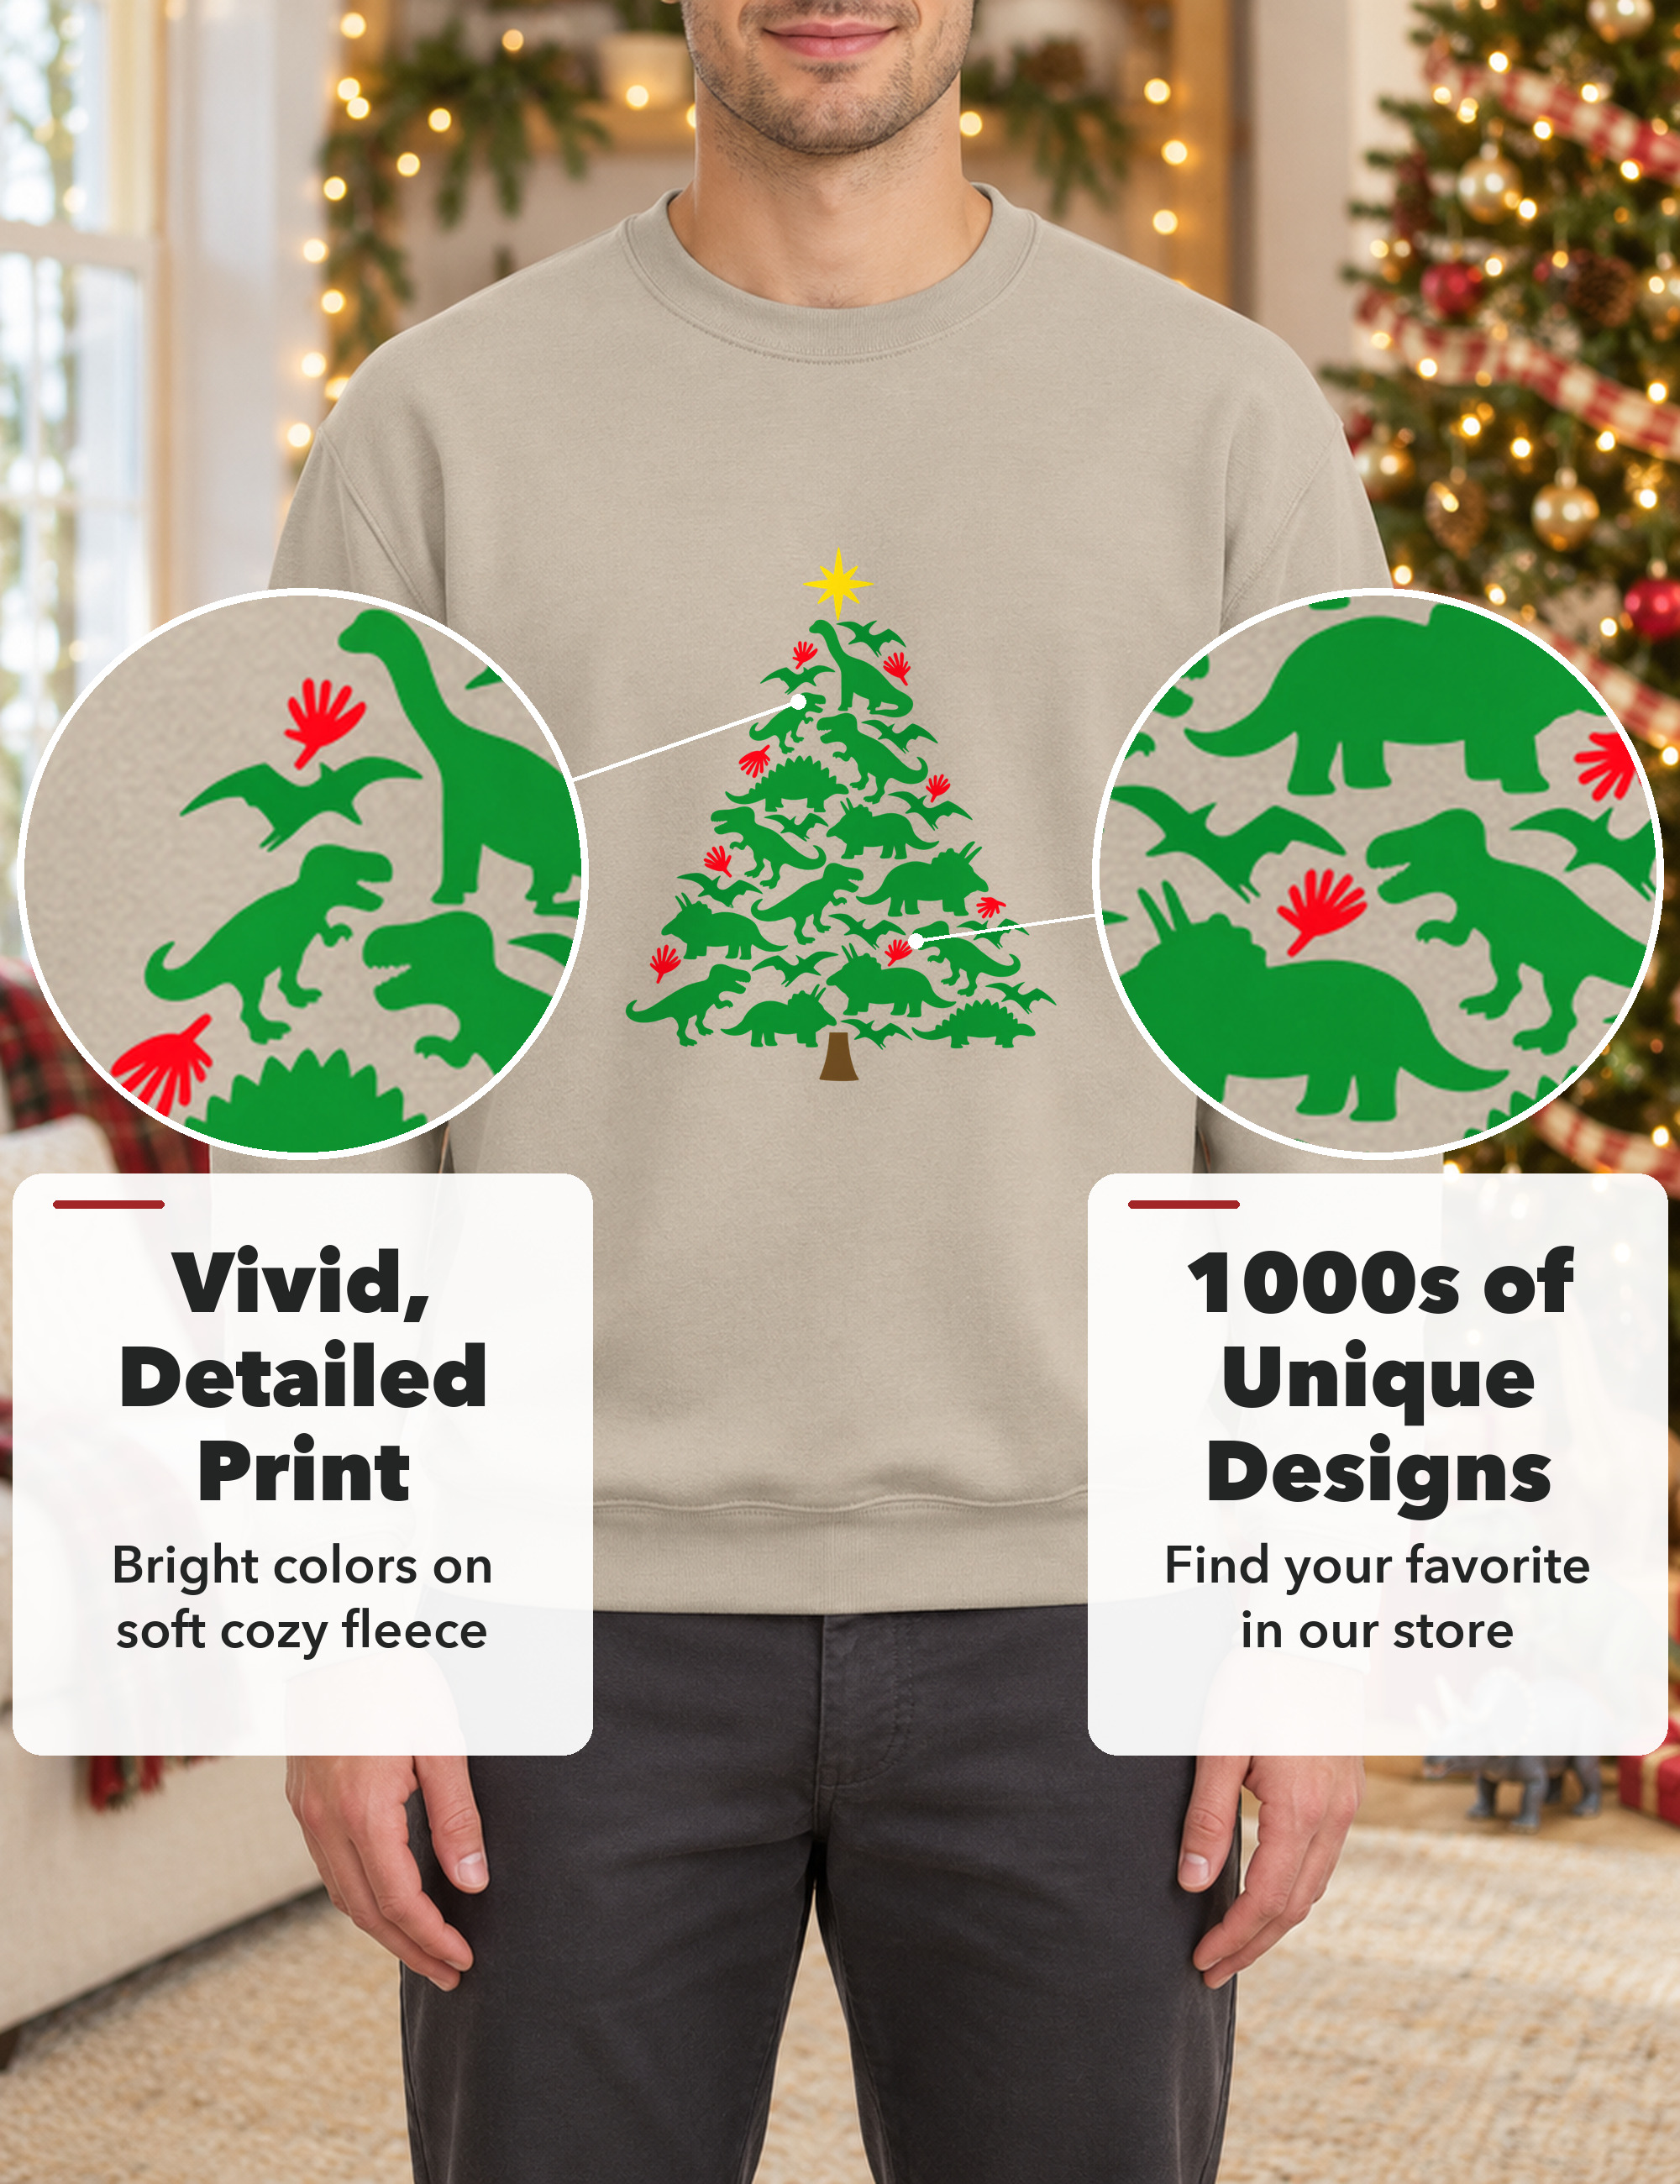 Vivid,
Detailed
Print
Bright colors on
soft cozy fleece
1000s of
Unique
Designs
Find your favorite
in our store